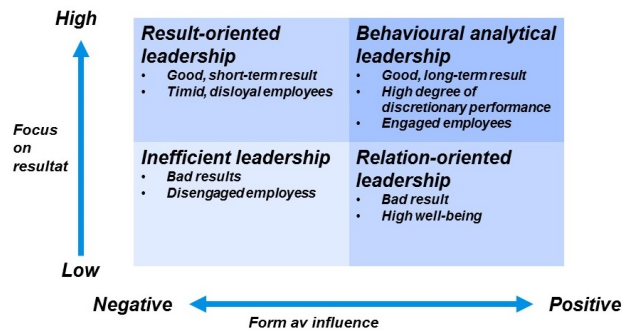 High
Focus
on
resultat
Low
Result-oriented
leadership
• Good, short-term result
• Timid, disloyal employees
Behavioural analytical
leadership
• Good, long-term result
• High degree of
discretionary performance
• Engaged employees
Inefficient leadership
• Bad results
• Disengaged employess
Relation-oriented
leadership
• Bad result
• High well-being
Negative
Positive
Form av influence